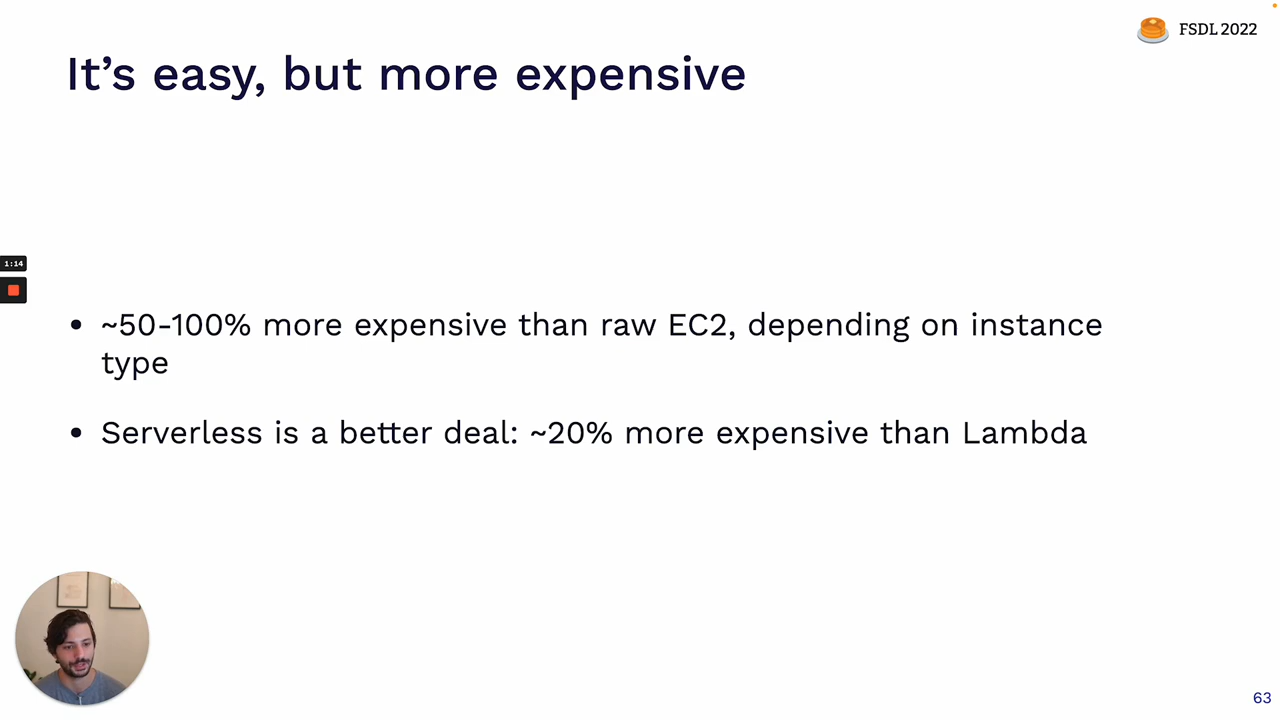 FSDL 2022
It's easy, but more expensive
1:14
• ~50-100% more expensive than raw EC2, depending on instance
type
• Serverless is a better deal: ~20% more expensive than Lambda
63